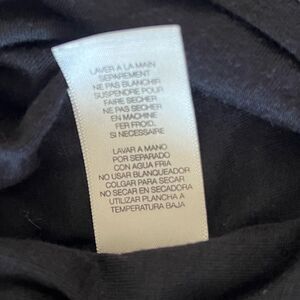 LAVER A LA MAIN
SEPAREMENT
NE PAS BLANCHIR
SUSPENDRE POUR
FAIRE SECHER
NE PAS SECHER
EN MACHINE
FER FROID,
SI NECESSAIRE
LAVAR A MANO
POR SEPARADO
CON AGUA FRIA
NO USAR BLANQUEADOR
COLGAR PARA SECAR
NO SECAR EN SECADORA
UTILIZAR PLANCHA A
TEMPERATURA BAJA